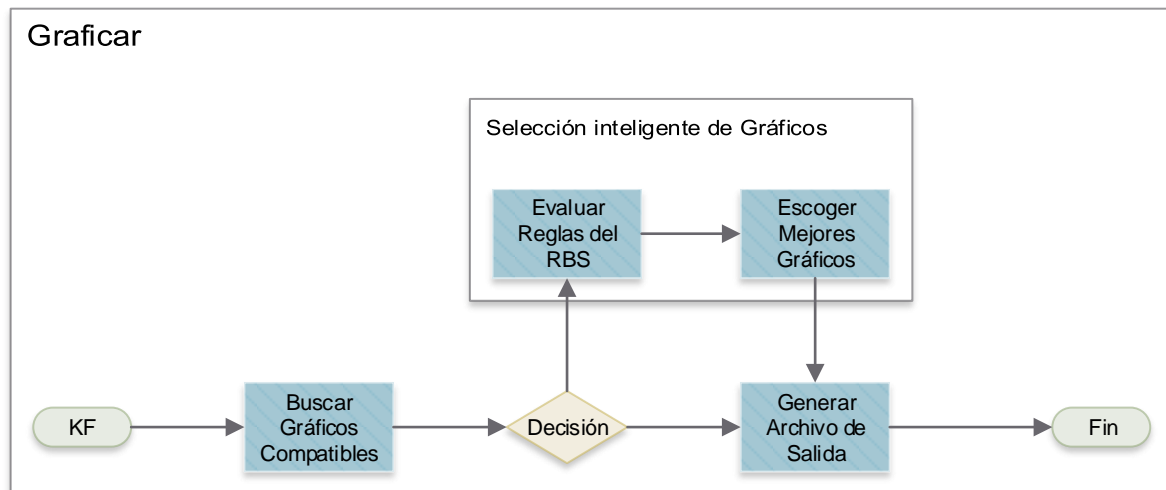 Graficar
Selección inteligente de Gráficos
Evaluar
Reglas del
RBS
Escoger
Mejores
Gráficos
KF
Buscar
Gráficos
Compatibles
Decisión
Generar
Archivo de
Salida
Fin